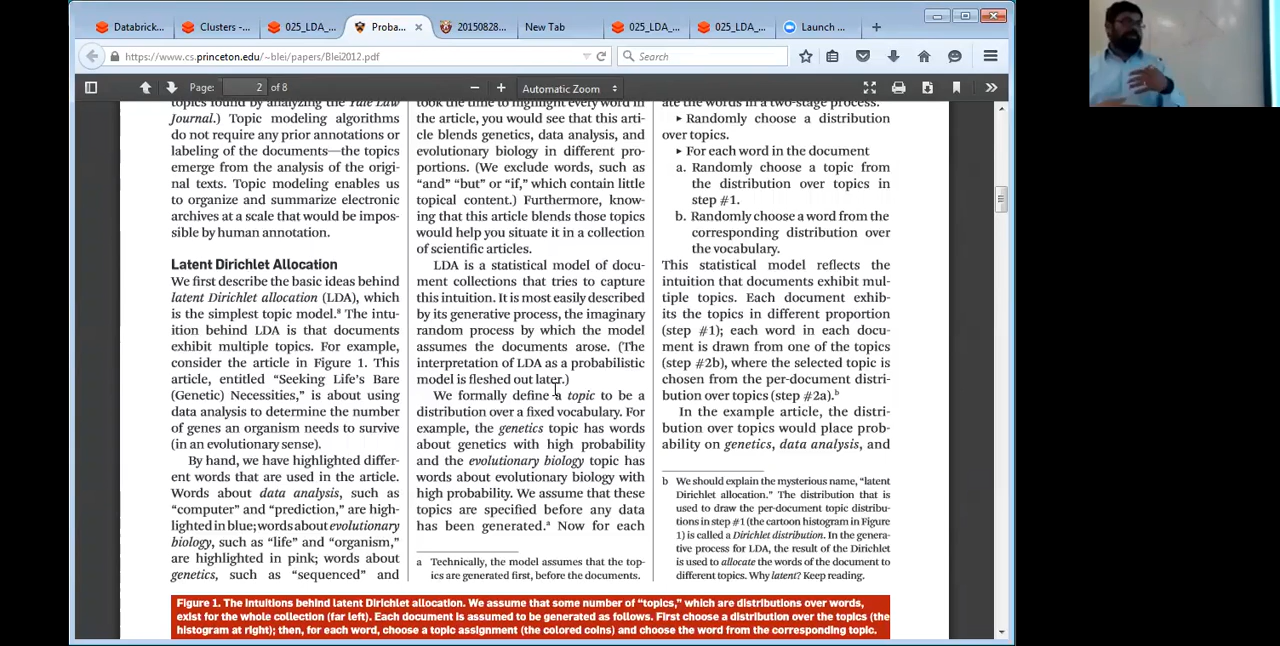 Databrick...
Clusters -...
025_LDA_...
Proba...
20150828...
New Tab
025_LDA_...
025_LDA_...
Launch ...
https://www.cs.princeton.edu/~blei/papers/Blei2012.pdf
Search
Page: 2 of 8
Automatic Zoom
topics found by analyzing the Yale Law
Journal.) Topic modeling algorithms
do not require any prior annotations or
labeling of the documents—the topics
emerge from the analysis of the origi-
nal texts. Topic modeling enables us
to organize and summarize electronic
archives at a scale that would be impos-
sible by human annotation.
Latent Dirichlet Allocation
We first describe the basic ideas behind
latent Dirichlet allocation (LDA), which
is the simplest topic model.8 The intu-
ition behind LDA is that documents
exhibit multiple topics. For example,
consider the article in Figure 1. This
article, entitled “Seeking Life’s Bare
(Genetic) Necessities,” is about using
data analysis to determine the number
of genes an organism needs to survive
(in an evolutionary sense).
By hand, we have highlighted differ-
ent words that are used in the article.
Words about data analysis, such as
“computer” and “prediction,” are high-
lighted in blue; words about evolutionary
biology, such as “life” and “organism,”
are highlighted in pink; words about
genetics, such as “sequenced” and
took the time to highlight every word in
the article, you would see that this arti-
cle blends genetics, data analysis, and
evolutionary biology in different pro-
portions. (We exclude words, such as
“and” “but” or “if,” which contain little
topical content.) Furthermore, know-
ing that this article blends those topics
would help you situate it in a collection
of scientific articles.
LDA is a statistical model of docu-
ment collections that tries to capture
this intuition. It is most easily described
by its generative process, the imaginary
random process by which the model
assumes the documents arose. (The
interpretation of LDA as a probabilistic
model is fleshed out later.)
We formally define a topic to be a
distribution over a fixed vocabulary. For
example, the genetics topic has words
about genetics with high probability
and the evolutionary biology topic has
words about evolutionary biology with
high probability. We assume that these
topics are specified before any data
has been generated.a Now for each
a Technically, the model assumes that the top-
ics are generated first, before the documents.
ate the words in a two-stage process.
▸ Randomly choose a distribution
over topics.
▸ For each word in the document
a. Randomly choose a topic from
the distribution over topics in
step #1.
b. Randomly choose a word from the
corresponding distribution over
the vocabulary.
This statistical model reflects the
intuition that documents exhibit mul-
tiple topics. Each document exhib-
its the topics in different proportion
(step #1); each word in each docu-
ment is drawn from one of the topics
(step #2b), where the selected topic is
chosen from the per-document distri-
bution over topics (step #2a).b
In the example article, the distri-
bution over topics would place prob-
ability on genetics, data analysis, and
b We should explain the mysterious name, “latent
Dirichlet allocation.” The distribution that is
used to draw the per-document topic distribu-
tions in step #1 (the cartoon histogram in Figure
1) is called a Dirichlet distribution. In the genera-
tive process for LDA, the result of the Dirichlet
is used to allocate the words of the document to
different topics. Why latent? Keep reading.
Figure 1. The intuitions behind latent Dirichlet allocation. We assume that some number of “topics,” which are distributions over words,
exist for the whole collection (far left). Each document is assumed to be generated as follows. First choose a distribution over the topics (the
histogram at right); then, for each word, choose a topic assignment (the colored coins) and choose the word from the corresponding topic.